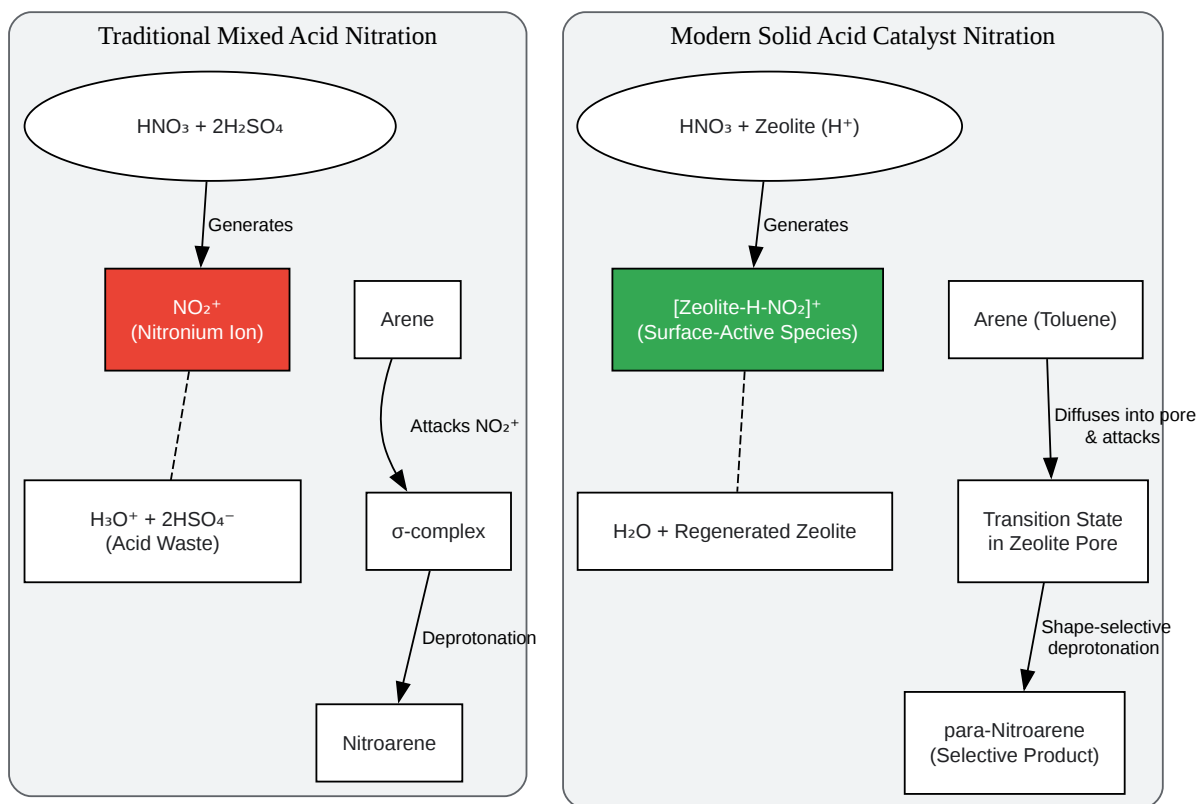 Traditional Mixed Acid Nitration
HNO₃ + 2H₂SO₄
Generates
NO₂⁺
(Nitronium Ion)
Arene
Attacks NO₂⁺
H₃O⁺ + 2HSO₄⁻
(Acid Waste)
σ-complex
Deprotonation
Nitroarene
Modern Solid Acid Catalyst Nitration
HNO₃ + Zeolite (H⁺)
Generates
[Zeolite-H-NO₂]⁺
(Surface-Active Species)
Arene (Toluene)
Diffuses into pore
& attacks
H₂O + Regenerated Zeolite
Transition State
in Zeolite Pore
Shape-selective
deprotonation
para-Nitroarene
(Selective Product)